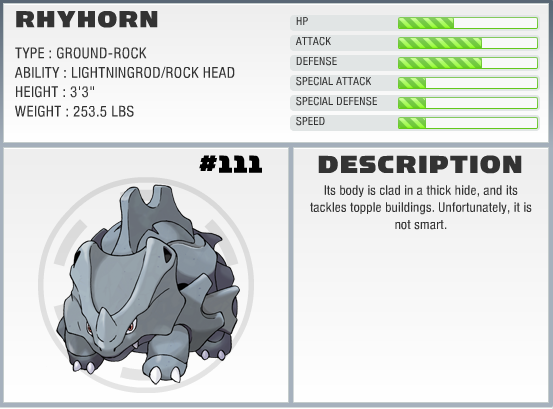 RHYHORN
TYPE : GROUND-ROCK
ABILITY : LIGHTNINGROD/ROCK HEAD
HEIGHT : 3'3"
WEIGHT : 253.5 LBS
HP
ATTACK
DEFENSE
SPECIAL ATTACK
SPECIAL DEFENSE
SPEED
#111
DESCRIPTION
Its body is clad in a thick hide, and its
tackles topple buildings. Unfortunately, it is
not smart.